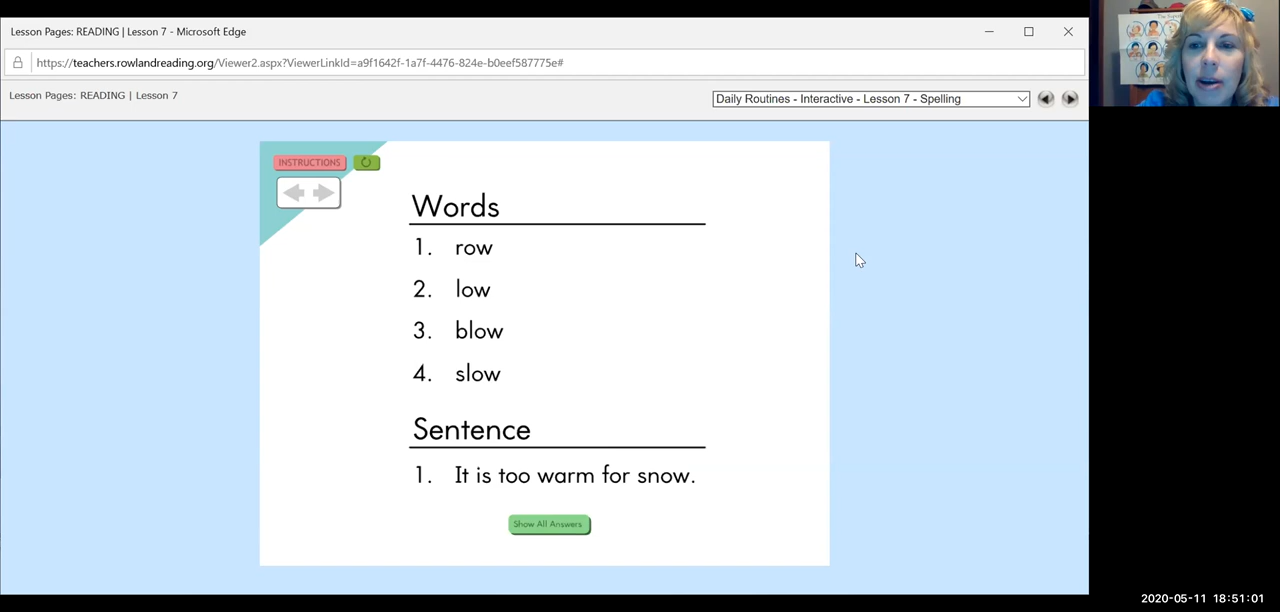 Lesson Pages: READING | Lesson 7 - Microsoft Edge
https://teachers.rowlandreading.org/Viewer2.aspx?ViewerLinkId=a9f1642f-1a7f-4476-824e-b0eef587775e#
Lesson Pages: READING | Lesson 7
Daily Routines - Interactive - Lesson 7 - Spelling
INSTRUCTIONS
Words
1. row
2. low
3. blow
4. slow
Sentence
1. It is too warm for snow.
Show All Answers
2020-05-11 18:51:01